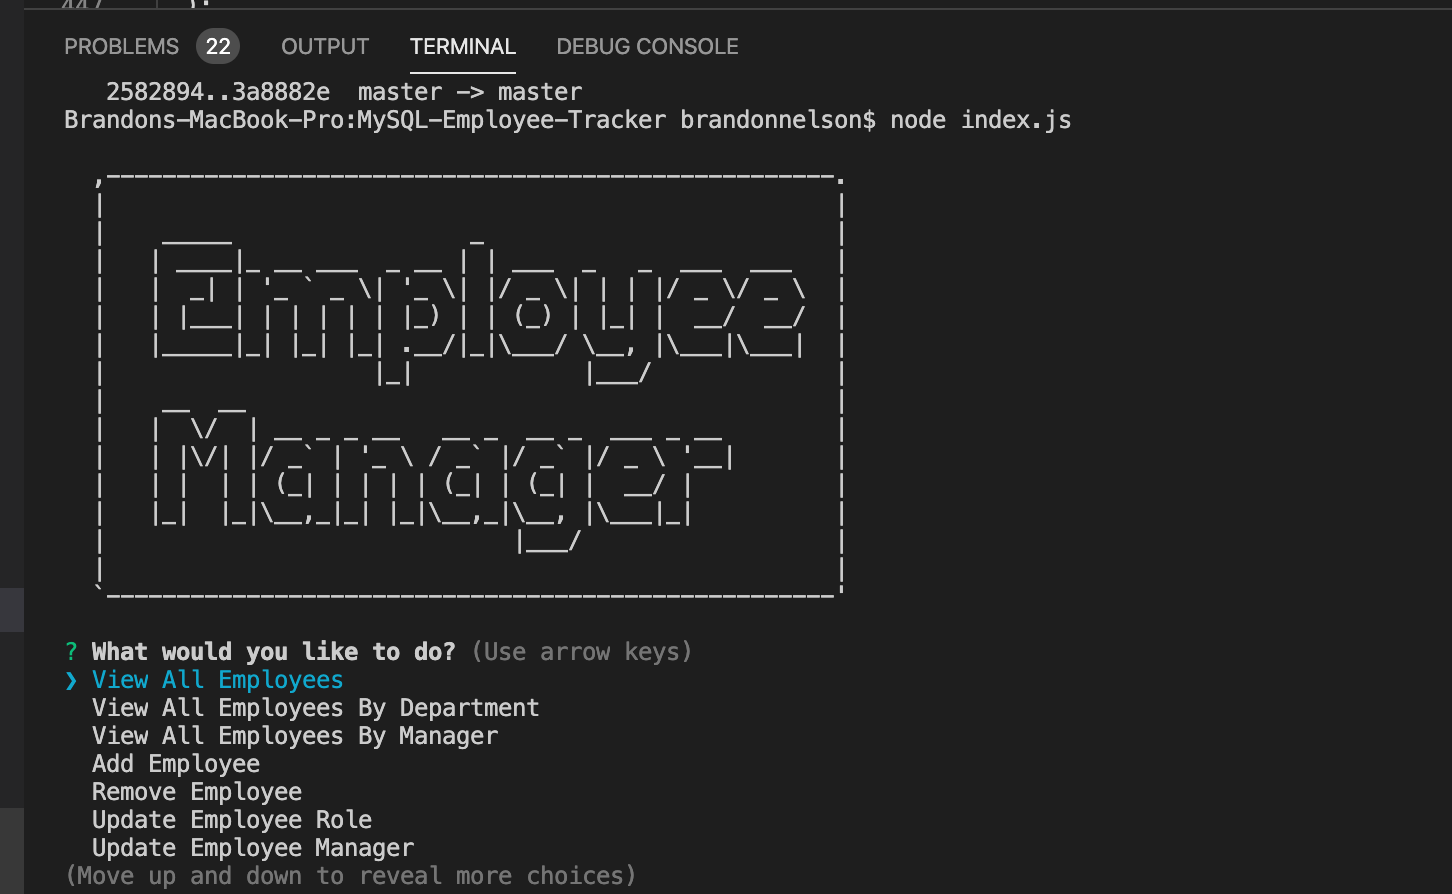 447 );
PROBLEMS 22 OUTPUT TERMINAL DEBUG CONSOLE
2582894..3a8882e master -> master
Brandons-MacBook-Pro:MySQL-Employee-Tracker brandonnelson$ node index.js
Employee
Manager
? What would you like to do? (Use arrow keys)
❯ View All Employees
View All Employees By Department
View All Employees By Manager
Add Employee
Remove Employee
Update Employee Role
Update Employee Manager
(Move up and down to reveal more choices)